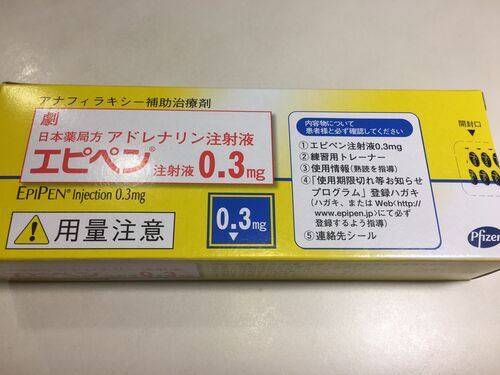 アナフィラキシー補助治療剤
劇
日本薬局方 アドレナリン注射液
エピペン® 注射液 0.3mg
EPIPEN® Injection 0.3mg
用量注意
0.3mg
内容物について
患者様と必ず確認してください
①エピペン注射液0.3mg
②練習用トレーナー
③使用情報(熟読を指導)
④「使用期限切れ等お知らせ
プログラム」登録ハガキ
(ハガキ、またはWeb<http://
www.epipen.jp>にて必ず
登録するよう指導)
⑤連絡先シール
開封口
Pfizer